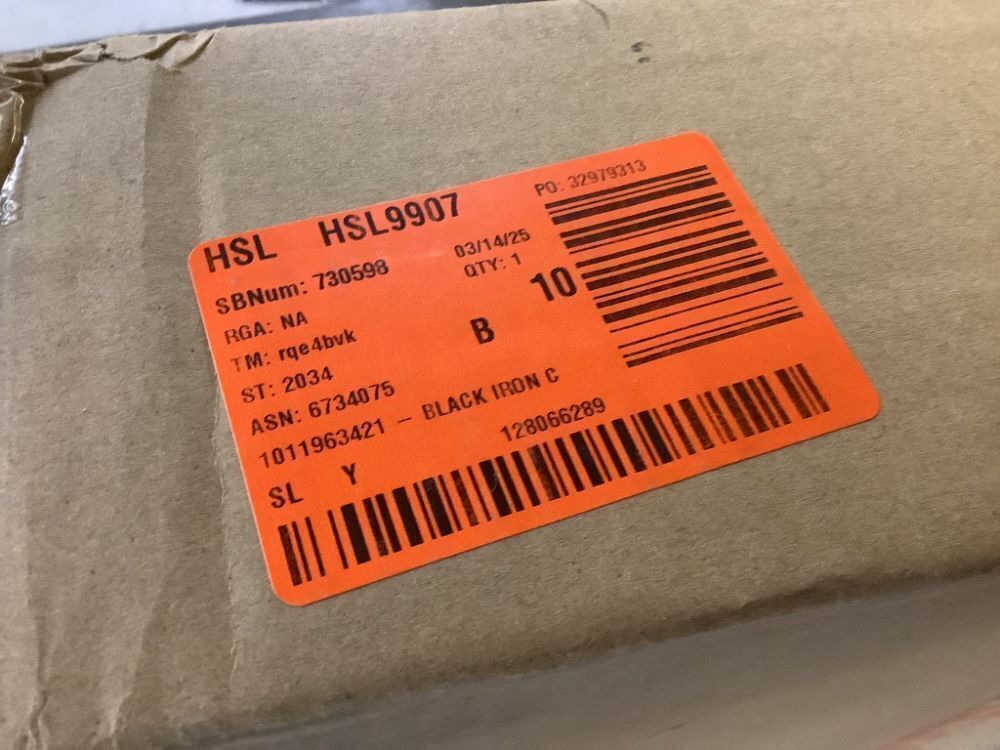 HSL HSL9907
PO: 32979313
SBNum: 730598 03/14/25
RGA: NA QTY: 1
TM: rqe4bvk B 10
ST: 2034
ASN: 6734075
1011963421 - BLACK IRON C
SL Y 128066289